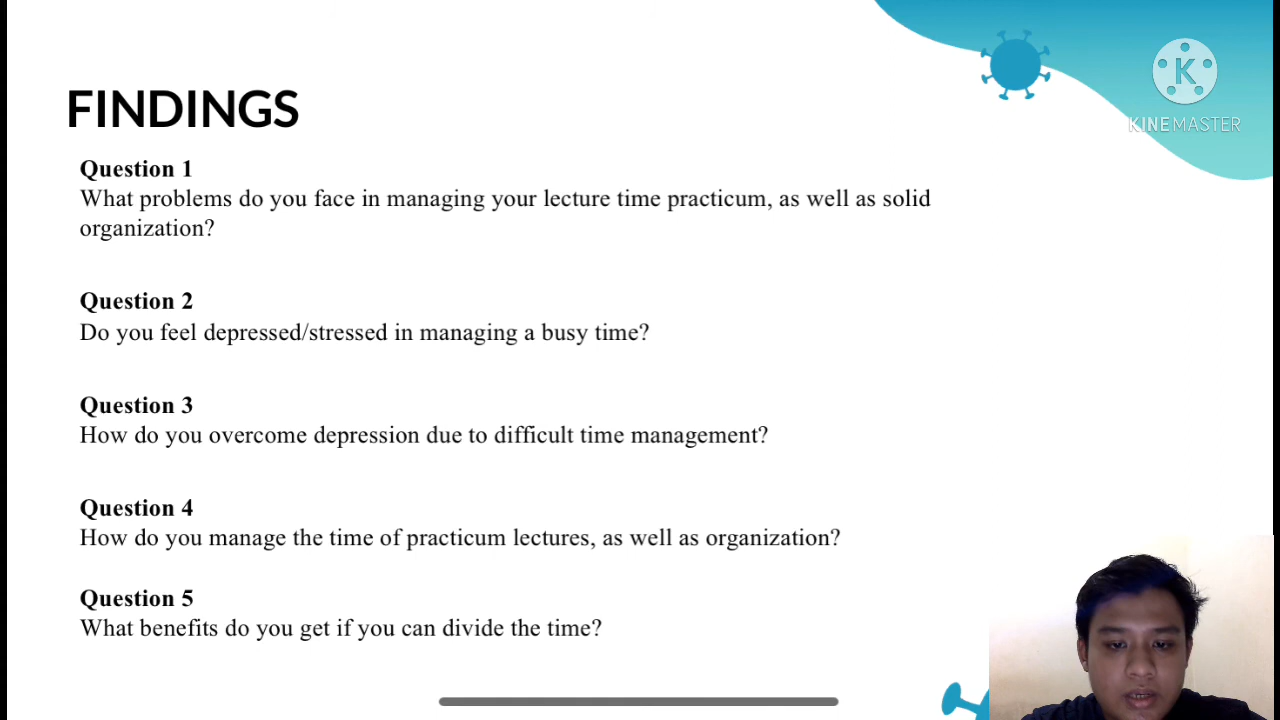 FINDINGS
Question 1
What problems do you face in managing your lecture time practicum, as well as solid
organization?
Question 2
Do you feel depressed/stressed in managing a busy time?
Question 3
How do you overcome depression due to difficult time management?
Question 4
How do you manage the time of practicum lectures, as well as organization?
Question 5
What benefits do you get if you can divide the time?
K
KINEMASTER